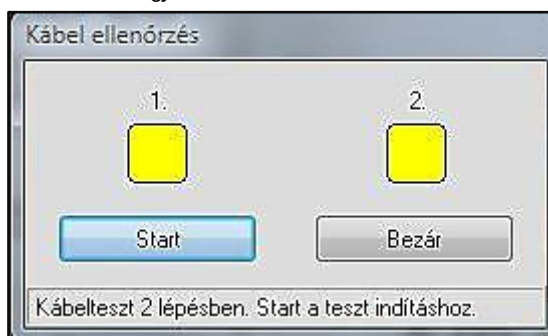 Kábel ellenőrzés
1. 2.
Start Bezár
Kábelteszt 2 lépésben. Start a teszt indításhoz.